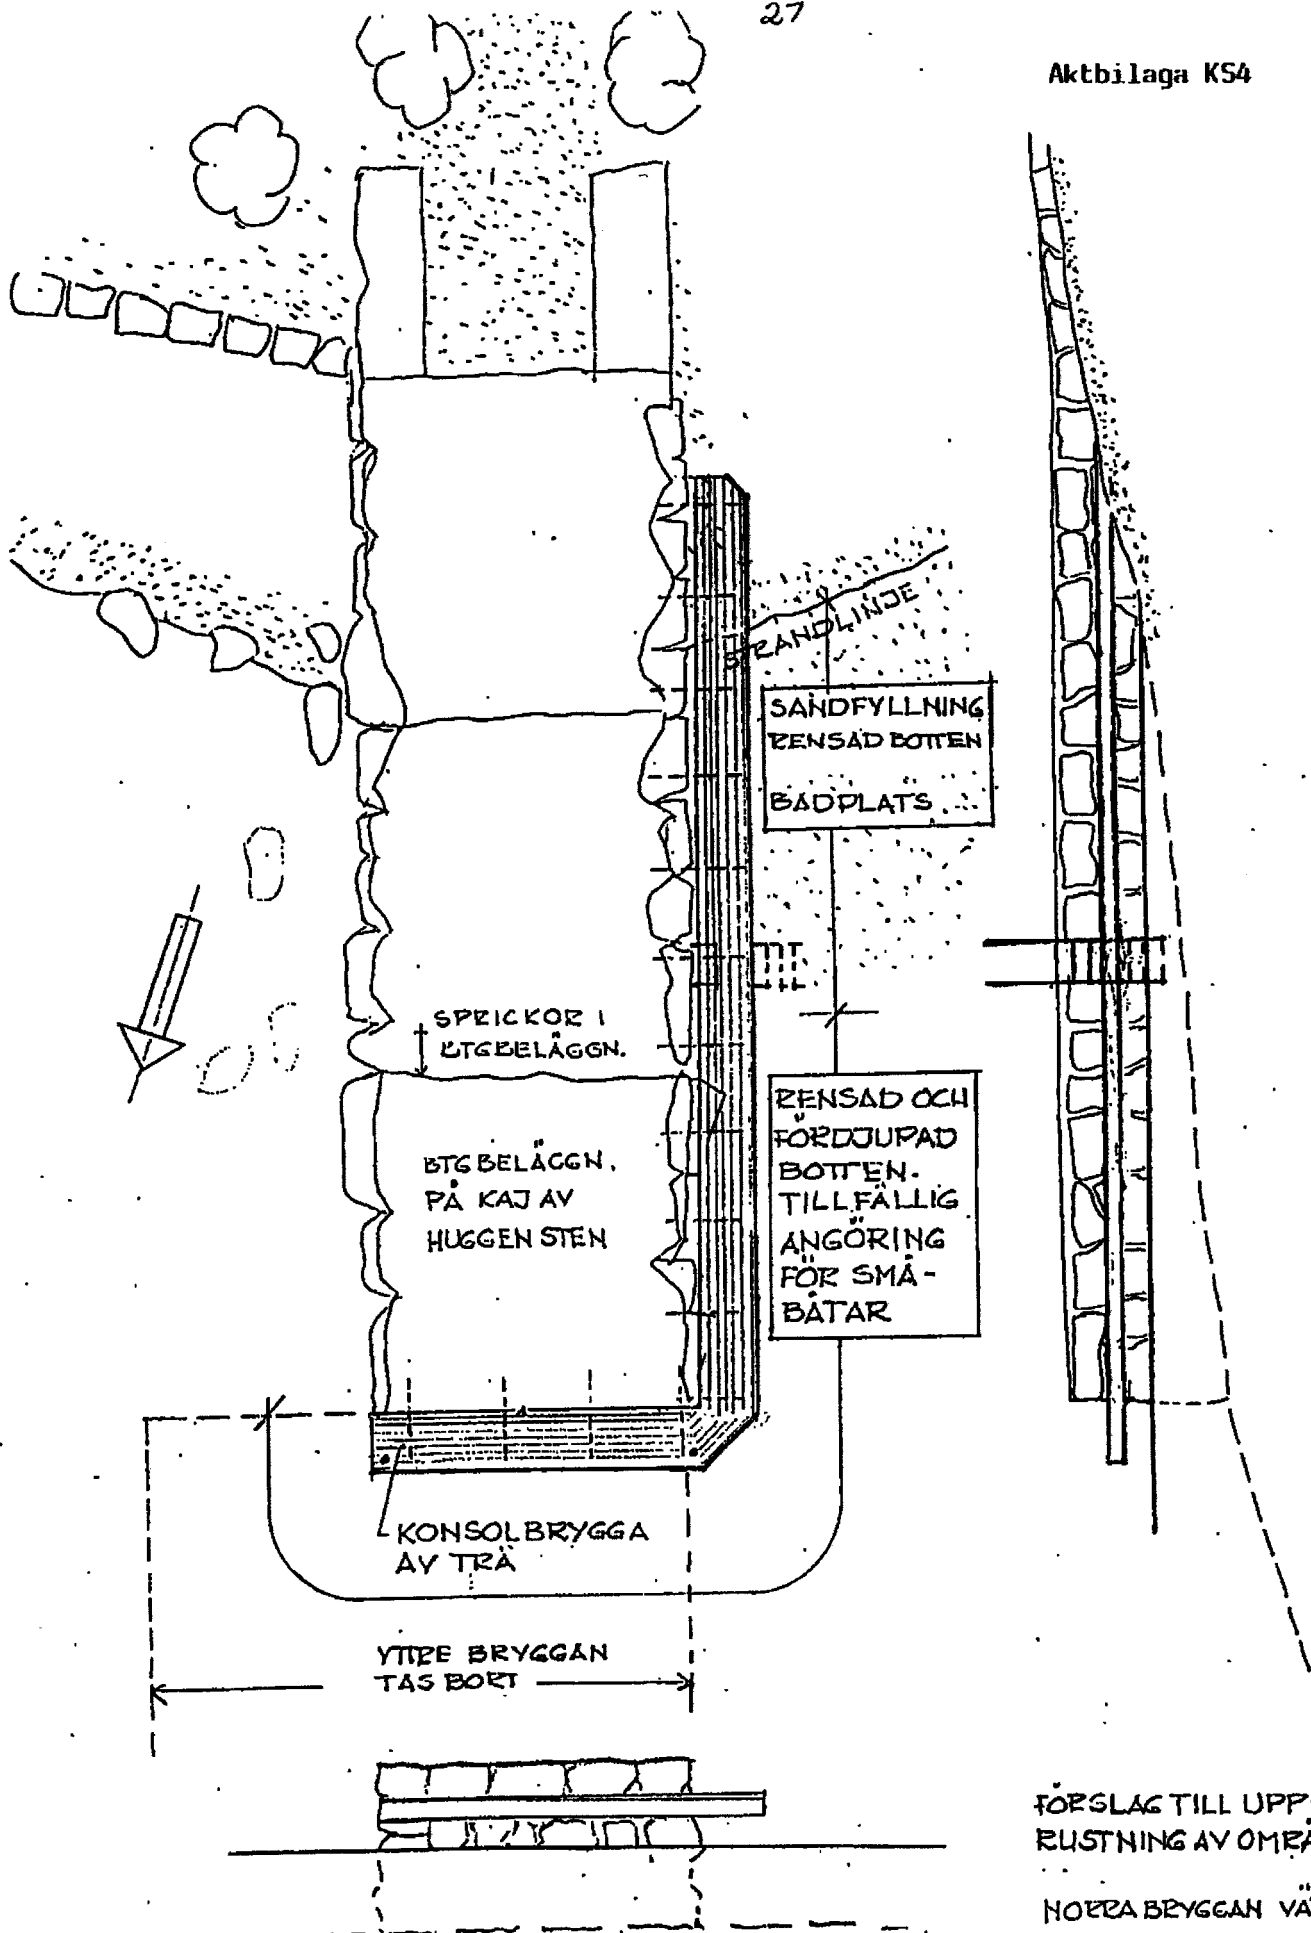 27
Aktbilaga KS4
STRANDLINJE
SANDFYLLNING
RENSAD BOTTEN
BADPLATS
SPRICKOR I
BTGBELÄGGN.
RENSAD OCH
FÖRDJUPAD
BOTTEN.
TILLFÄLLIG
ANGÖRING
FÖR SMÅ-
BÅTAR
BTGBELÄGGN.
PÅ KAJ AV
HUGGEN STEN
KONSOLBRYGGA
AV TRÄ
YTTRE BRYGGAN
TAS BORT
FÖRSLAG TILL UPP
RUSTNING AV OMRÅ
NORRA BRYGGAN VÄ